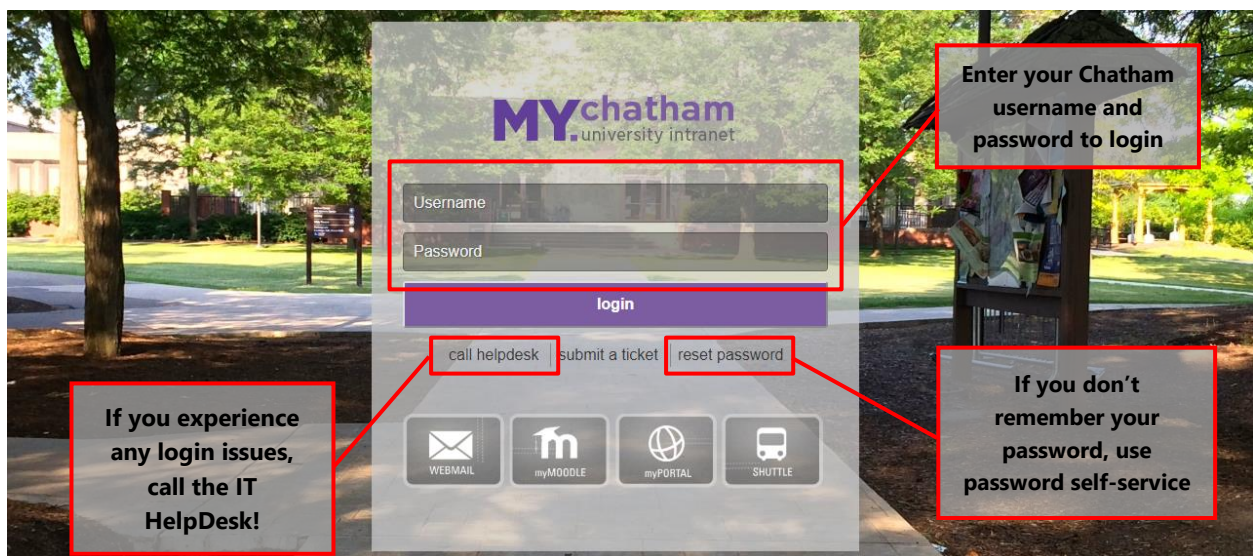 MY.chatham
university intranet
Enter your Chatham
username and
password to login
Username
Password
login
call helpdesk | submit a ticket | reset password
If you experience
any login issues,
call the IT
HelpDesk!
If you don’t
remember your
password, use
password self-service
WEBMAIL
myMOODLE
myPORTAL
SHUTTLE